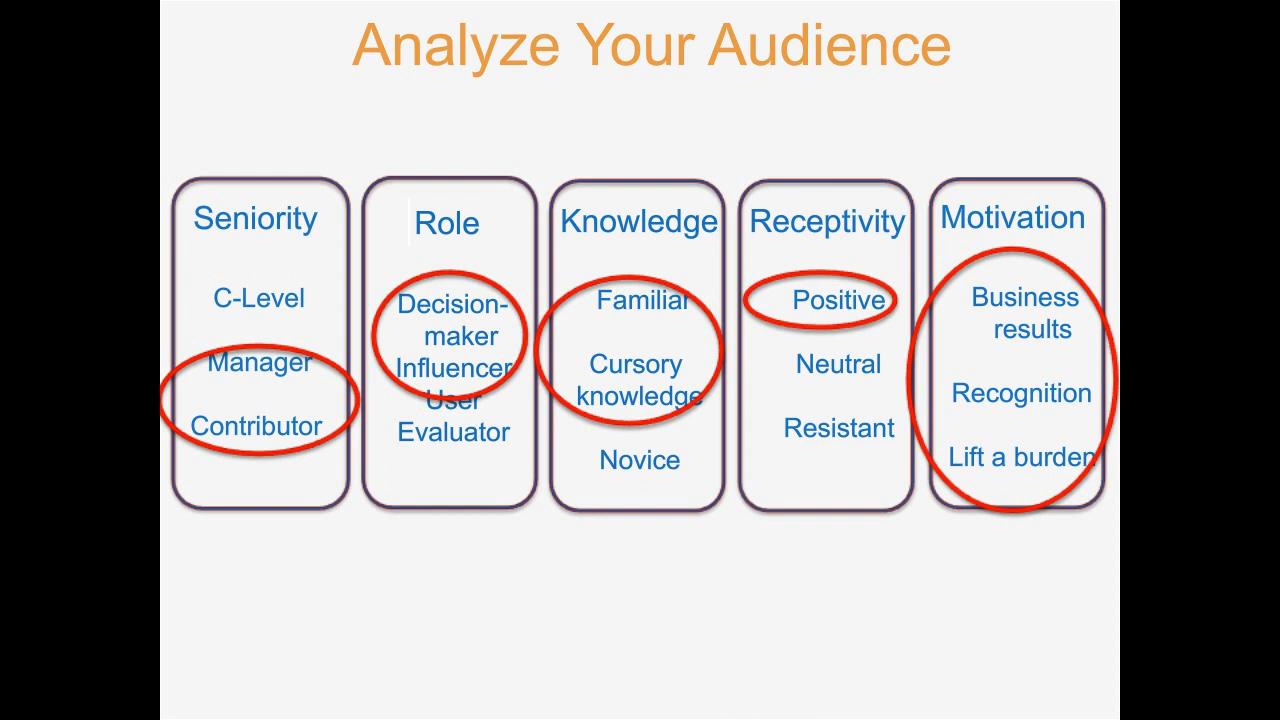 Analyze Your Audience
Seniority
C-Level
Manager
Contributor
Role
Decision-
maker
Influencer
User
Evaluator
Knowledge
Familiar
Cursory
knowledge
Novice
Receptivity
Positive
Neutral
Resistant
Motivation
Business
results
Recognition
Lift a burden